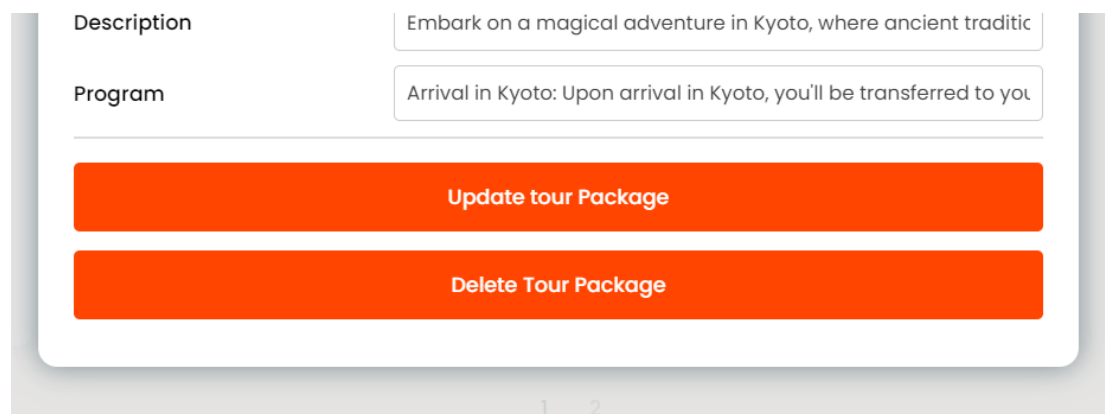 Description Embark on a magical adventure in Kyoto, where ancient traditic
Program Arrival in Kyoto: Upon arrival in Kyoto, you'll be transferred to you
Update tour Package
Delete Tour Package
1 2